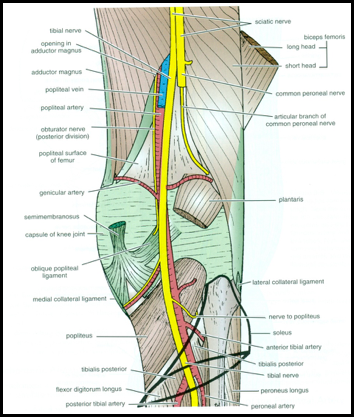 sciatic nerve
tibial nerve
biceps femoris
opening in
adductor magnus
long head
short head
adductor magnus
popliteal vein
common peroneal nerve
popliteal artery
articular branch of
common peroneal nerve
obturator nerve
(posterior division)
popliteal surface
of femur
genicular artery
plantaris
semimembranosus
capsule of knee joint
oblique popliteal
ligament
lateral collateral ligament
medial collateral ligament
nerve to popliteus
soleus
popliteus
anterior tibial artery
tibialis posterior
tibialis posterior
tibial nerve
flexor digitorum longus
peroneus longus
posterior tibial artery
peroneal artery